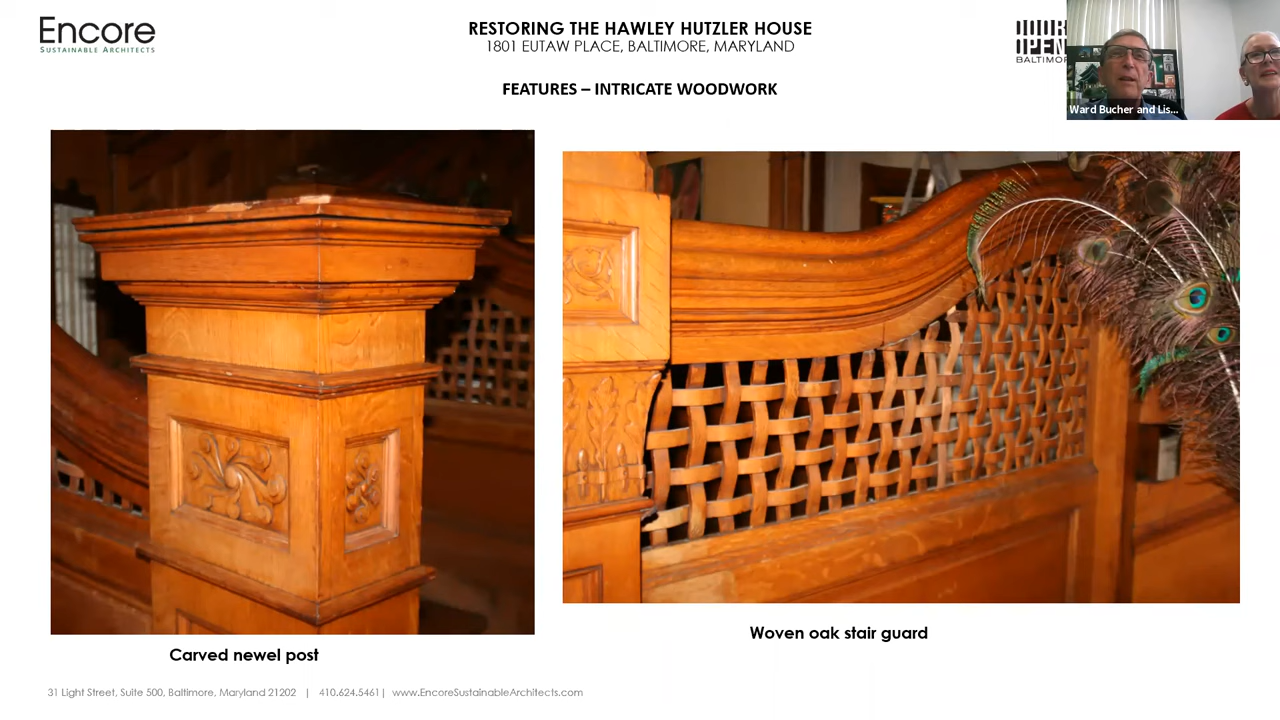 Encore
SUSTAINABLE ARCHITECTS
RESTORING THE HAWLEY HUTZLER HOUSE
1801 EUTAW PLACE, BALTIMORE, MARYLAND
FEATURES – INTRICATE WOODWORK
OPEN
Ward Bucher and Lis...
Carved newel post
Woven oak stair guard
31 Light Street, Suite 500, Baltimore, Maryland 21202 | 410.624.5461| www.EncoreSustainableArchitects.com